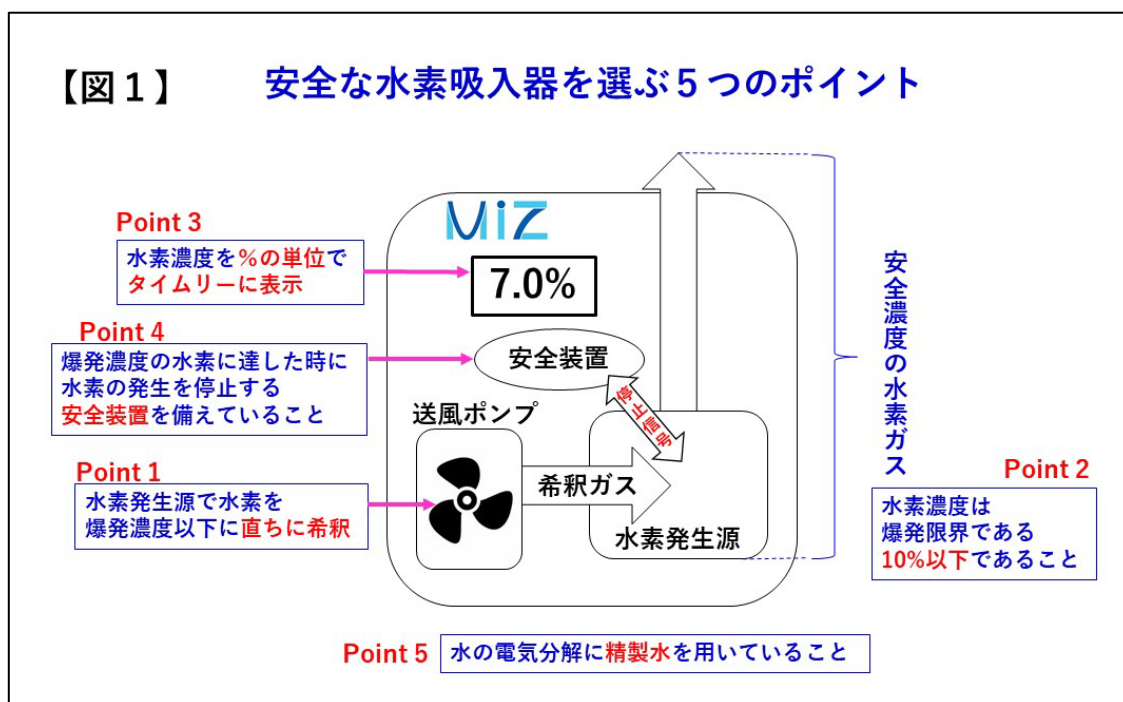 【図１】
安全な水素吸入器を選ぶ５つのポイント
Point 3
水素濃度を％の単位で
タイムリーに表示
MiZ
7.0%
Point 4
爆発濃度の水素に達した時に
水素の発生を停止する
安全装置を備えていること
安全装置
停止信号
送風ポンプ
Point 1
水素発生源で水素を
爆発濃度以下に直ちに希釈
希釈ガス
水素発生源
安全濃度の水素ガス
Point 2
水素濃度は
爆発限界である
10%以下であること
Point 5
水の電気分解に精製水を用いていること